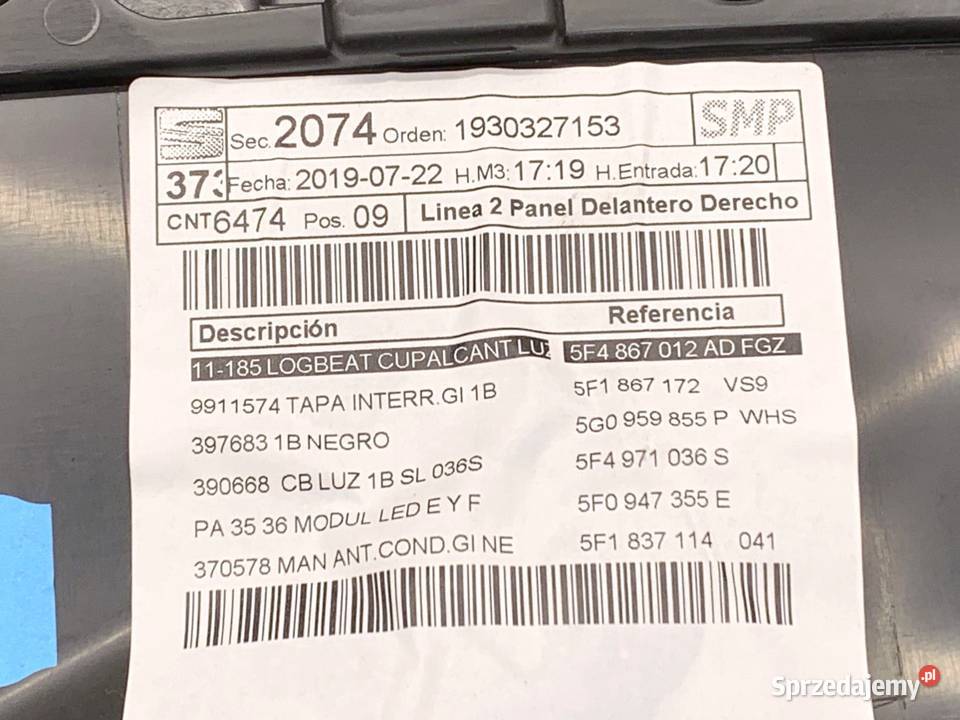 Sec. 2074 Orden: 1930327153 SMP
Fecha: 2019-07-22 H.M3: 17:19 H.Entrada: 17:20
CNT 6474 Pos. 09 Linea 2 Panel Delantero Derecho
Descripción Referencia
11-185 LOGBEAT CUPALCANT 5F4 867 012 AD FGZ
9911574 TAPA INTERR.GI 1B 5F1 867 172 VS9
397683 1B NEGRO 5G0 959 855 P WHS
390668 CB LUZ 1B SL 036S 5F4 971 036 S
PA 35 36 MODUL LED E Y F 5F0 947 355 E
370578 MAN ANT.COND.GI NE 5F1 837 114 041
Sprzedajemy.pl